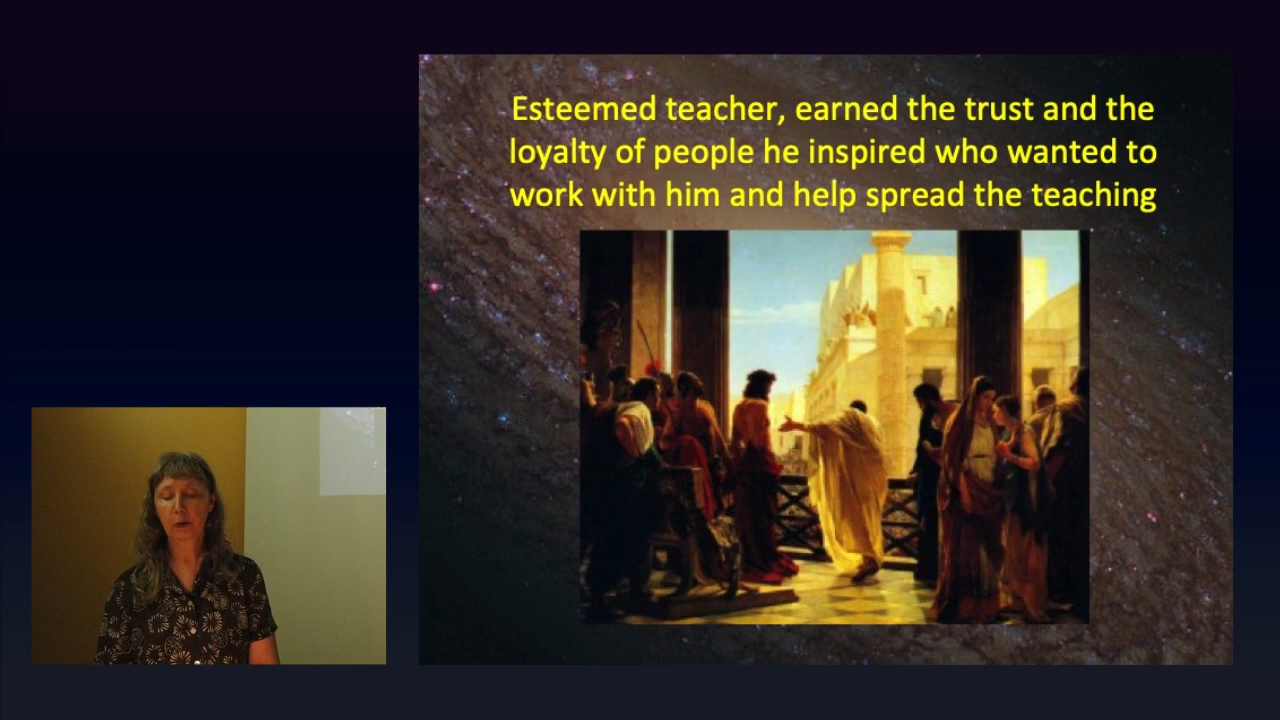 Esteemed teacher, earned the trust and the
loyalty of people he inspired who wanted to
work with him and help spread the teaching